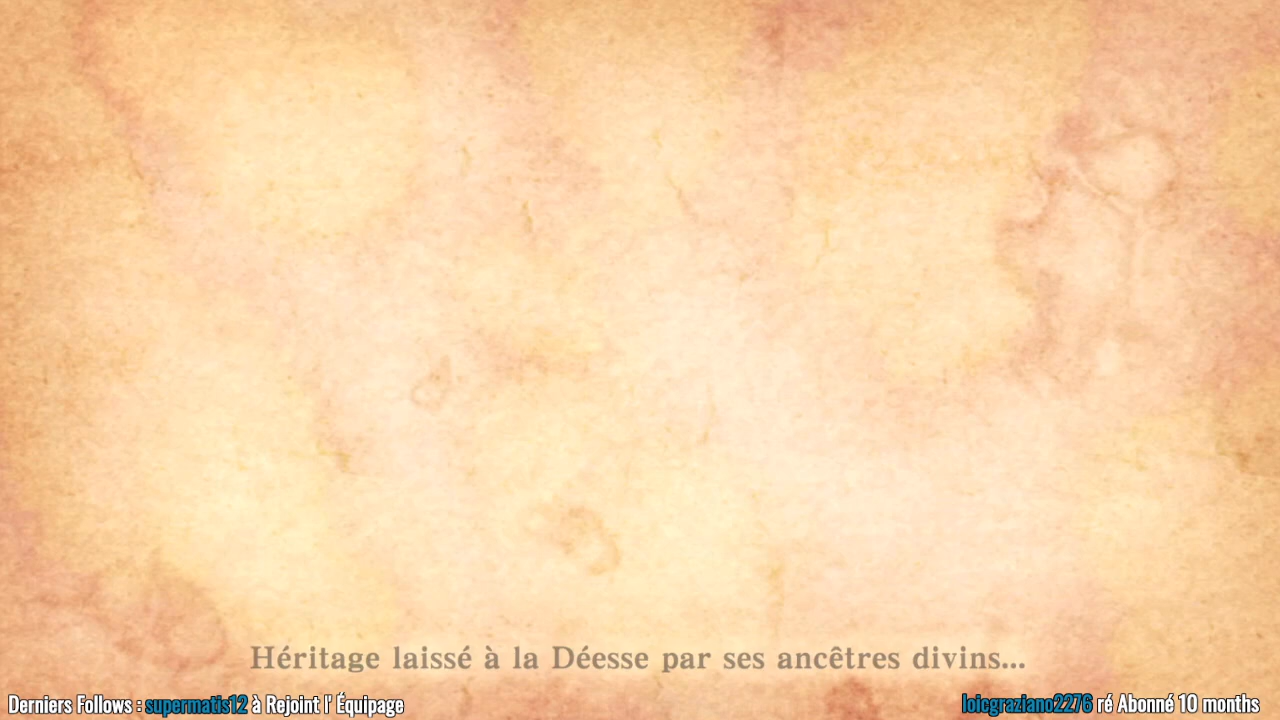 Héritage laissé à la Déesse par ses ancêtres divins...
Derniers Follows : supermatis12 à Rejoint l' Équipage
loicgraziano2276 ré Abonné 10 months